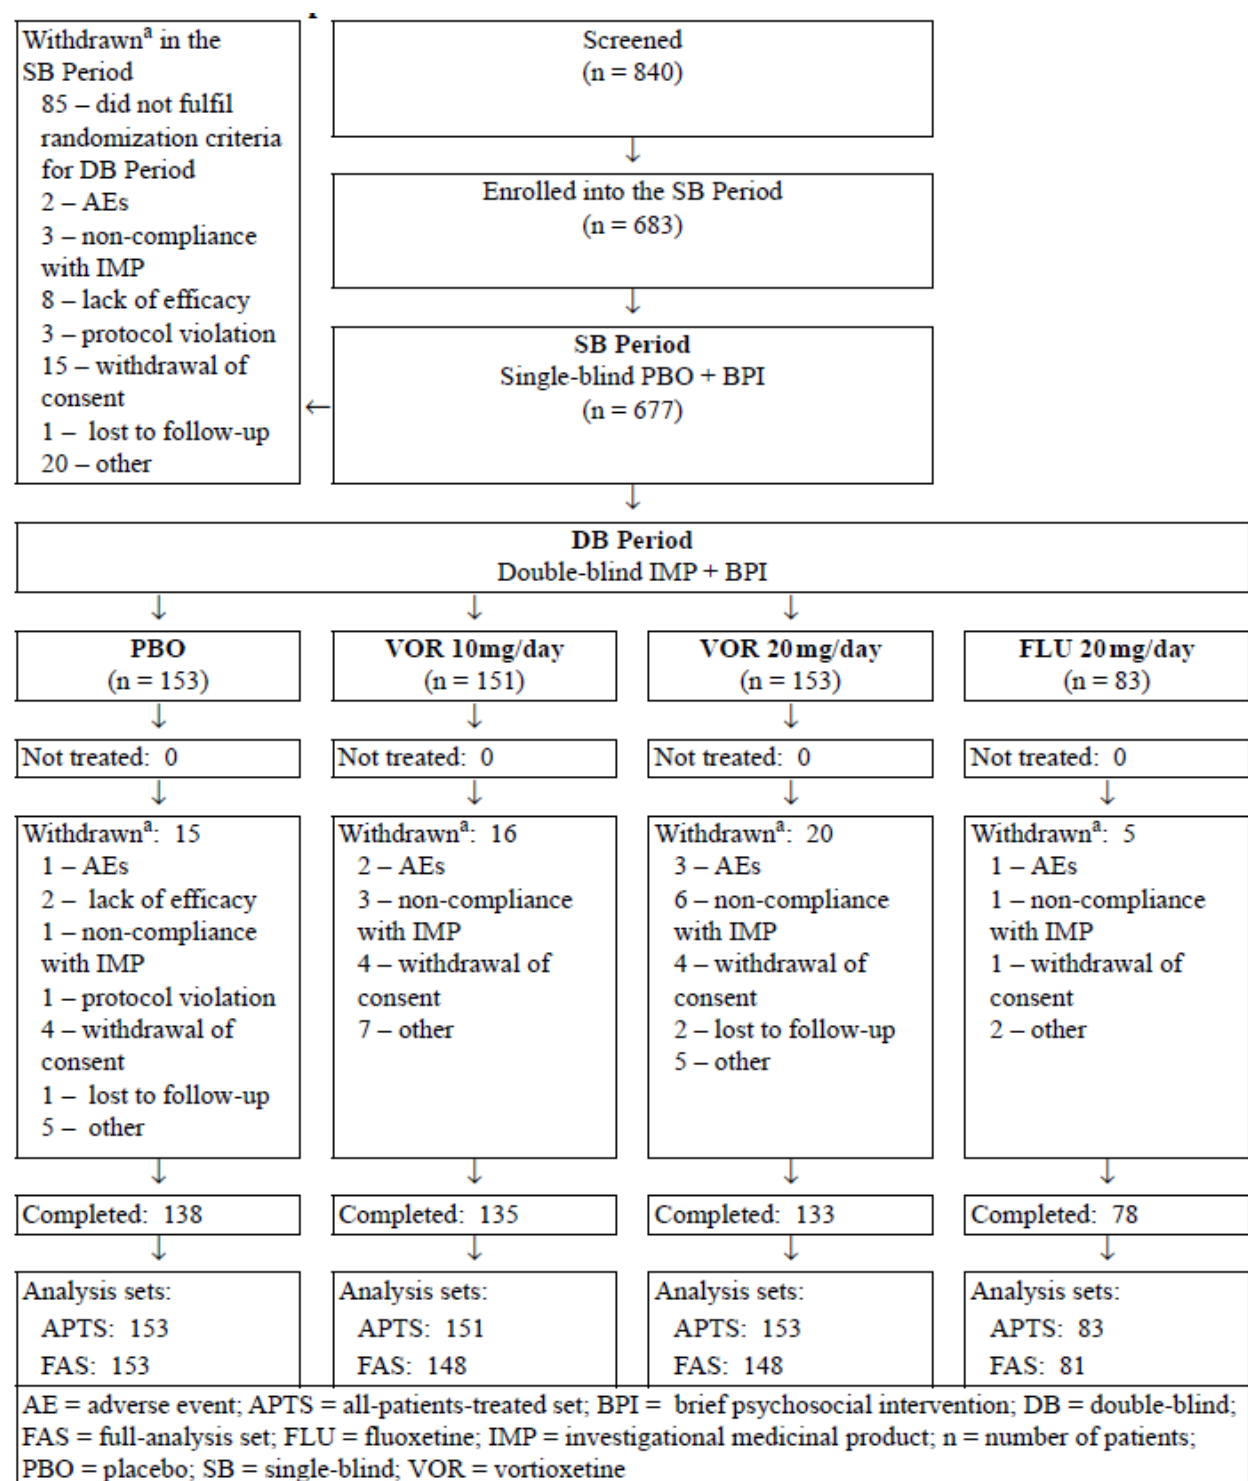 Withdrawnᵃ in the
SB Period
85 – did not fulfil
randomization criteria
for DB Period
2 – AEs
3 – non-compliance
with IMP
8 – lack of efficacy
3 – protocol violation
15 – withdrawal of
consent
1 – lost to follow-up
20 – other
Screened
(n = 840)
↓
Enrolled into the SB Period
(n = 683)
↓
SB Period
Single-blind PBO + BPI
(n = 677)
←
↓
DB Period
Double-blind IMP + BPI
↓ ↓ ↓
PBO
(n = 153)
VOR 10mg/day
(n = 151)
VOR 20mg/day
(n = 153)
FLU 20mg/day
(n = 83)
↓ ↓ ↓
Not treated: 0
Not treated: 0
Not treated: 0
Not treated: 0
↓ ↓ ↓ ↓
Withdrawnᵃ: 15
1 – AEs
2 – lack of efficacy
1 – non-compliance
with IMP
1 – protocol violation
4 – withdrawal of
consent
1 – lost to follow-up
5 – other
Withdrawnᵃ: 16
2 – AEs
3 – non-compliance
with IMP
4 – withdrawal of
consent
7 – other
Withdrawnᵃ: 20
3 – AEs
6 – non-compliance
with IMP
4 – withdrawal of
consent
2 – lost to follow-up
5 – other
Withdrawnᵃ: 5
1 – AEs
1 – non-compliance
with IMP
1 – withdrawal of
consent
2 – other
↓ ↓ ↓ ↓
Completed: 138
Completed: 135
Completed: 133
Completed: 78
↓ ↓ ↓ ↓
Analysis sets:
APTS: 153
FAS: 153
Analysis sets:
APTS: 151
FAS: 148
Analysis sets:
APTS: 153
FAS: 148
Analysis sets:
APTS: 83
FAS: 81
AE = adverse event; APTS = all-patients-treated set; BPI = brief psychosocial intervention; DB = double-blind;
FAS = full-analysis set; FLU = fluoxetine; IMP = investigational medicinal product; n = number of patients;
PBO = placebo; SB = single-blind; VOR = vortioxetine